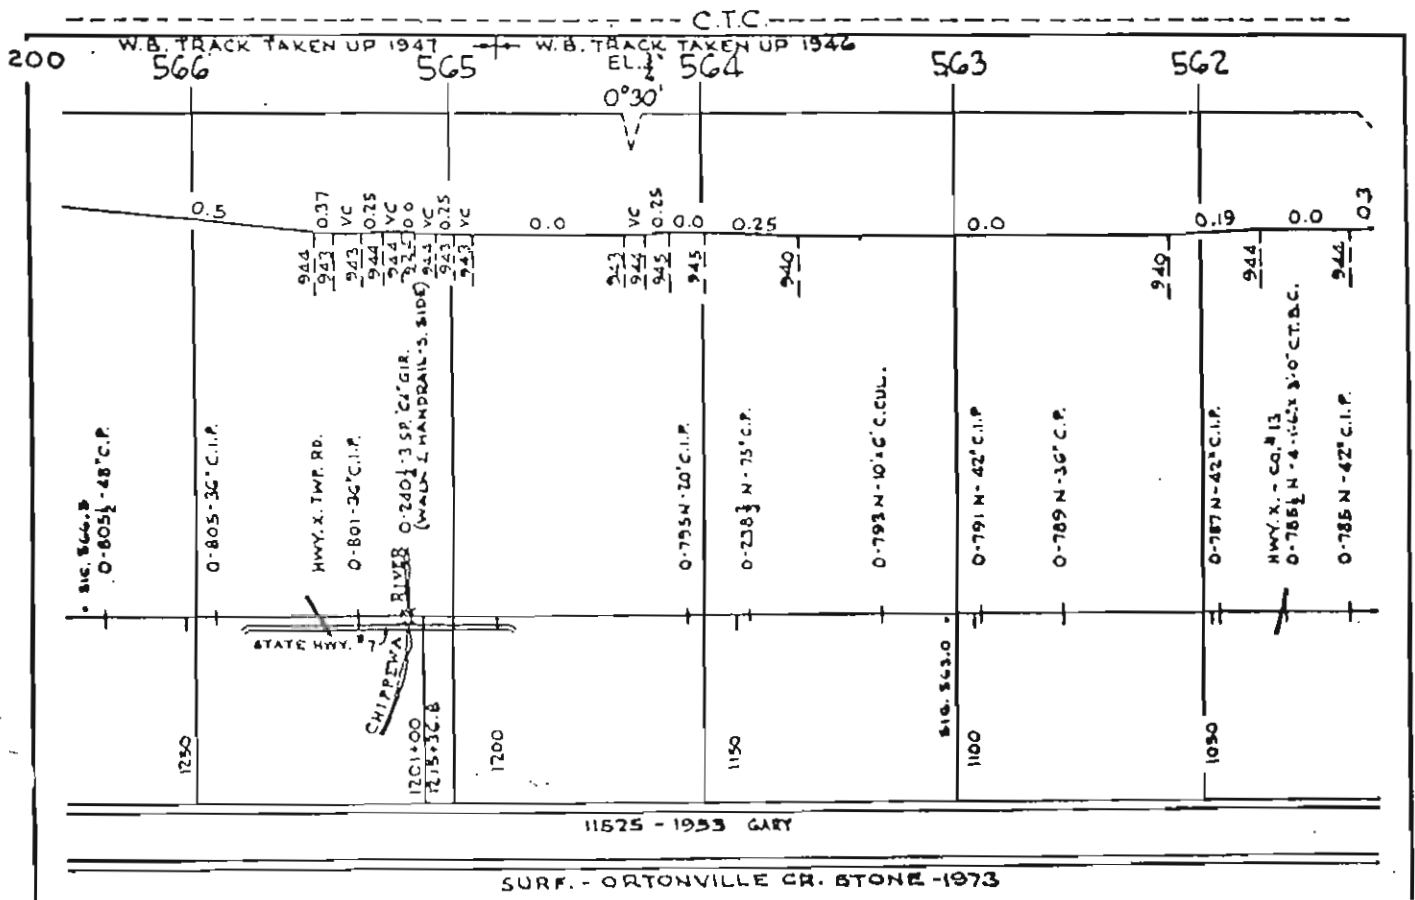 C.T.C.
W.B. TRACK TAKEN UP 1947
W.B. TRACK TAKEN UP 1946
200
566
565
EL. ½"
564
563
562
0°30'
0.5
0.37
VC
0.25
VC
0.0
VC
0.25
VC
0.0
VC
0.25
0.0
0.25
0.0
0.19
0.0
0.3
944
943
943
944
944
944
943
943
943
944
945
945
940
940
944
944
SIG. 566.8
0-805½-48" C.P.
0-805-36" C.I.P.
HWY. X. TWP. RD.
0-801-36" C.I.P.
RIVER
0-240½-3 SP.
GIR.
(WALK & HANDRAIL-S. SIDE)
0-795N-20" C.I.P.
N-75" C.P.
0-793 N-10'x6' C.CUL.
0-791 N-42" C.I.P
0-789 N-36" C.P.
0-787 N-42" C.I.P.
HWY. X. - CO. #13
0-785½ N-4-
C.T.B.C.
0-785 N-42" C.I.P.
STATE HWY. #7
CHIPPEWA
SIG. 563.0
1201+00
1215+36.8
1200
1150
1100
1050
11525 - 1953 GARY
SURF. - ORTONVILLE CR. STONE -1973